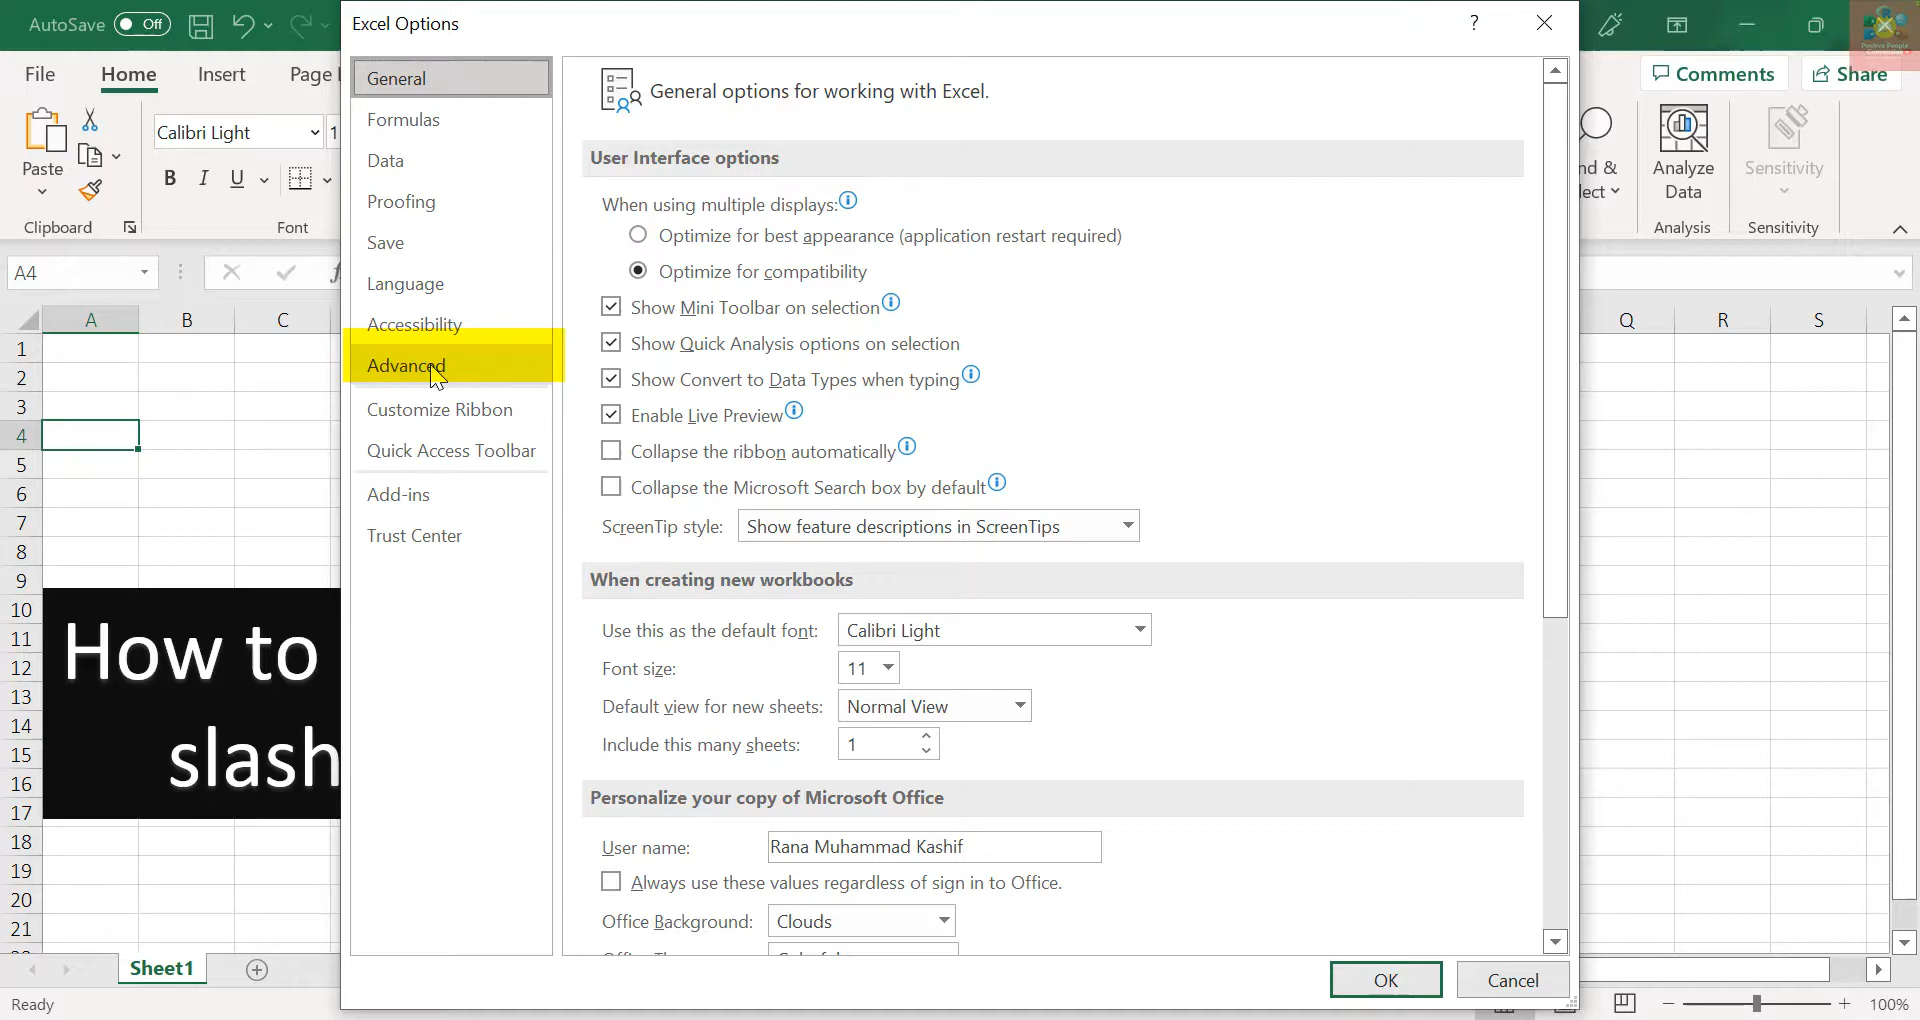 AutoSave Off
Excel Options
?
File Home Insert Page
Comments Share
Paste
Calibri Light
B I U
Clipboard Font
nd &
lect
Analyze
Data
Analysis
Sensitivity
Sensitivity
A4
A B C Q R S
1
2
3
4
5
6
7
8
9
10
11
12
13
14
15
16
17
18
19
20
21
How to
slash
General
Formulas
Data
Proofing
Save
Language
Accessibility
Advanced
Customize Ribbon
Quick Access Toolbar
Add-ins
Trust Center
General options for working with Excel.
User Interface options
When using multiple displays:
Optimize for best appearance (application restart required)
Optimize for compatibility
Show Mini Toolbar on selection
Show Quick Analysis options on selection
Show Convert to Data Types when typing
Enable Live Preview
Collapse the ribbon automatically
Collapse the Microsoft Search box by default
ScreenTip style: Show feature descriptions in ScreenTips
When creating new workbooks
Use this as the default font: Calibri Light
Font size: 11
Default view for new sheets: Normal View
Include this many sheets: 1
Personalize your copy of Microsoft Office
User name: Rana Muhammad Kashif
Always use these values regardless of sign in to Office.
Office Background: Clouds
OK Cancel
Sheet1
Ready
100%